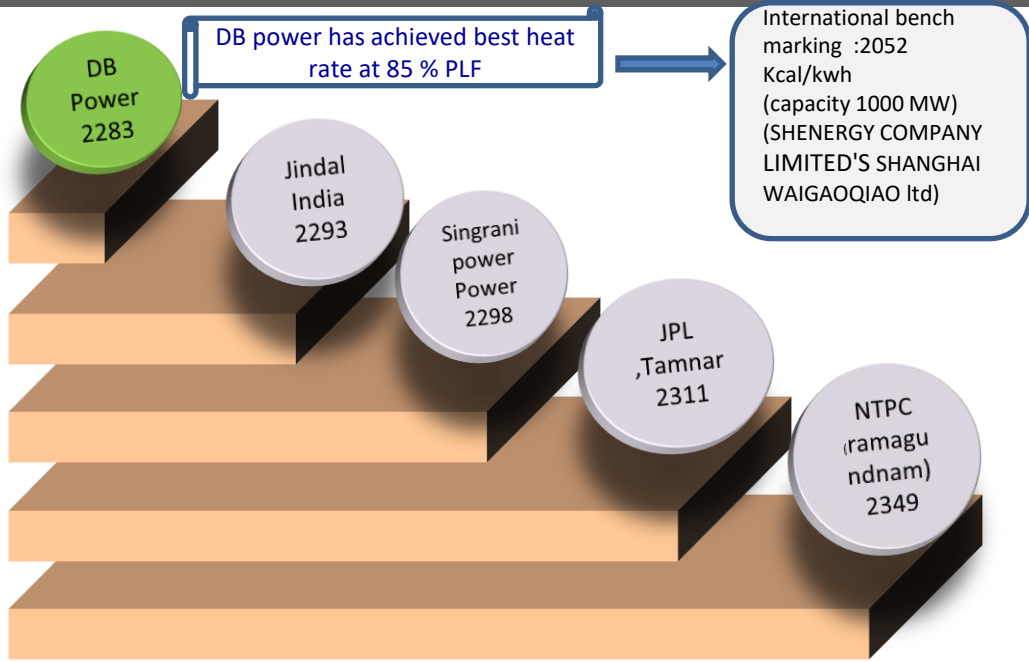 DB power has achieved best heat
rate at 85 % PLF
International bench
marking :2052
Kcal/kwh
(capacity 1000 MW)
(SHENERGY COMPANY
LIMITED'S SHANGHAI
WAIGAOQIAO ltd)
DB
Power
2283
Jindal
India
2293
Singrani
power
Power
2298
JPL
,Tamnar
2311
NTPC
(ramagu
ndnam)
2349